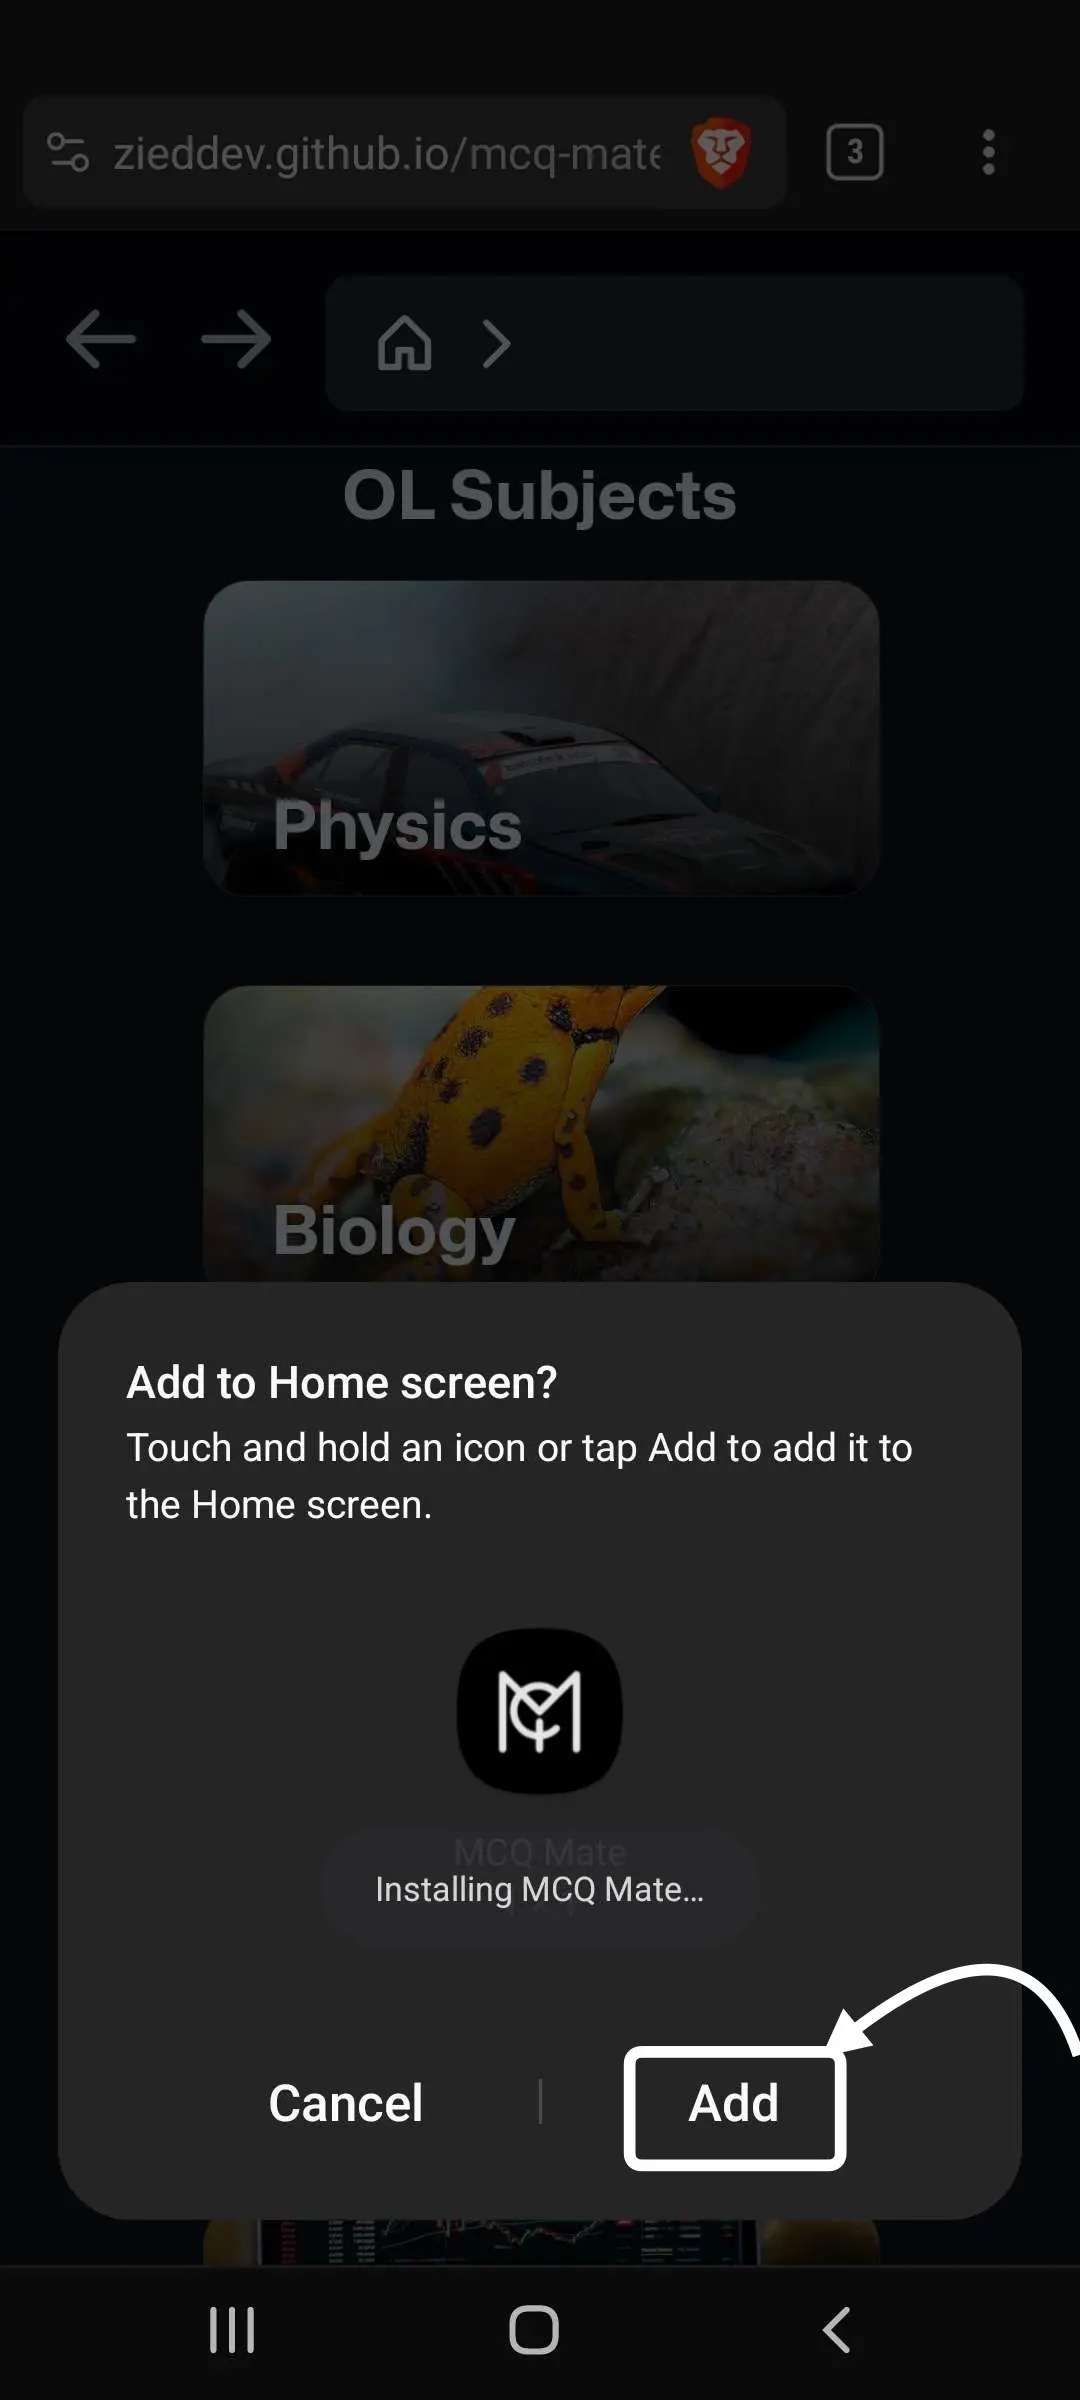 zieddev.github.io/mcq-mate
3
OL Subjects
Physics
Biology
Add to Home screen?
Touch and hold an icon or tap Add to add it to
the Home screen.
MCQ Mate
Installing MCQ Mate...
Cancel
Add